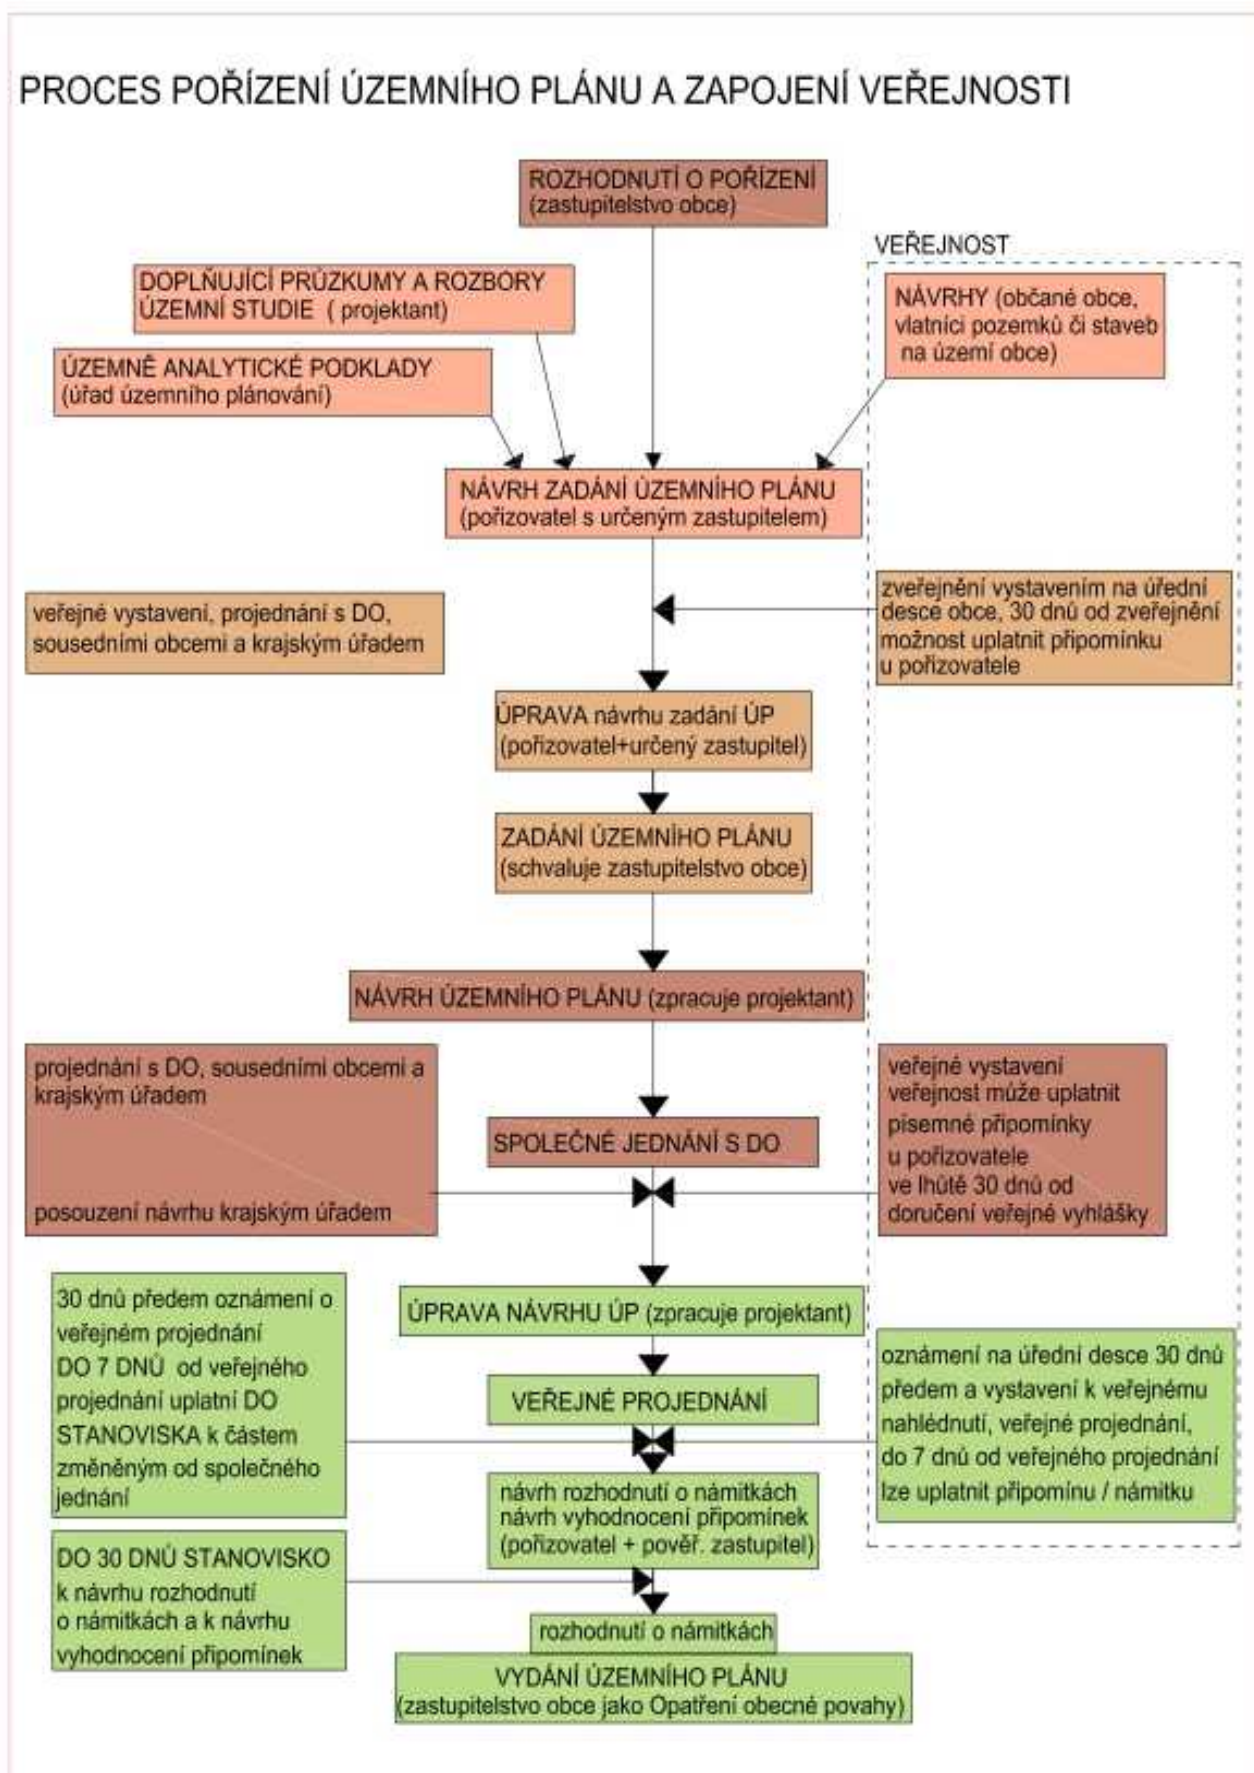 PROCES POŘÍZENÍ ÚZEMNÍHO PLÁNU A ZAPOJENÍ VEŘEJNOSTI
ROZHODNUTÍ O POŘÍZENÍ
(zastupitelstvo obce)
VEŘEJNOST
DOPLŇUJÍCÍ PRŮZKUMY A ROZBORY
ÚZEMNÍ STUDIE ( projektant)
NÁVRHY (občané obce,
vlatníci pozemků či staveb
na území obce)
ÚZEMNĚ ANALYTICKÉ PODKLADY
(úřad územního plánování)
NÁVRH ZADÁNÍ ÚZEMNÍHO PLÁNU
(pořizovatel s určeným zastupitelem)
veřejné vystavení, projednání s DO,
sousedními obcemi a krajským úřadem
zveřejnění vystavením na úřední
desce obce, 30 dnů od zveřejnění
možnost uplatnit připomínku
u pořizovatele
ÚPRAVA návrhu zadání ÚP
(pořizovatel+určený zastupitel)
ZADÁNÍ ÚZEMNÍHO PLÁNU
(schvaluje zastupitelstvo obce)
NÁVRH ÚZEMNÍHO PLÁNU (zpracuje projektant)
projednání s DO, sousedními obcemi a
krajským úřadem
posouzení návrhu krajským úřadem
SPOLEČNÉ JEDNÁNÍ S DO
veřejné vystavení
veřejnost může uplatnit
písemné připomínky
u pořizovatele
ve lhůtě 30 dnů od
doručení veřejné vyhlášky
ÚPRAVA NÁVRHU ÚP (zpracuje projektant)
30 dnů předem oznámení o
veřejném projednání
DO 7 DNŮ od veřejného
projednání uplatní DO
STANOVISKA k částem
změněným od společného
jednání
VEŘEJNÉ PROJEDNÁNÍ
oznámení na úřední desce 30 dnů
předem a vystavení k veřejnému
nahlédnutí, veřejné projednání,
do 7 dnů od veřejného projednání
lze uplatnit připomínu / námitku
návrh rozhodnutí o námitkách
návrh vyhodnocení připomínek
(pořizovatel + pověř. zastupitel)
DO 30 DNŮ STANOVISKO
k návrhu rozhodnutí
o námitkách a k návrhu
vyhodnocení připomínek
rozhodnutí o námitkách
VYDÁNÍ ÚZEMNÍHO PLÁNU
(zastupitelstvo obce jako Opatření obecné povahy)